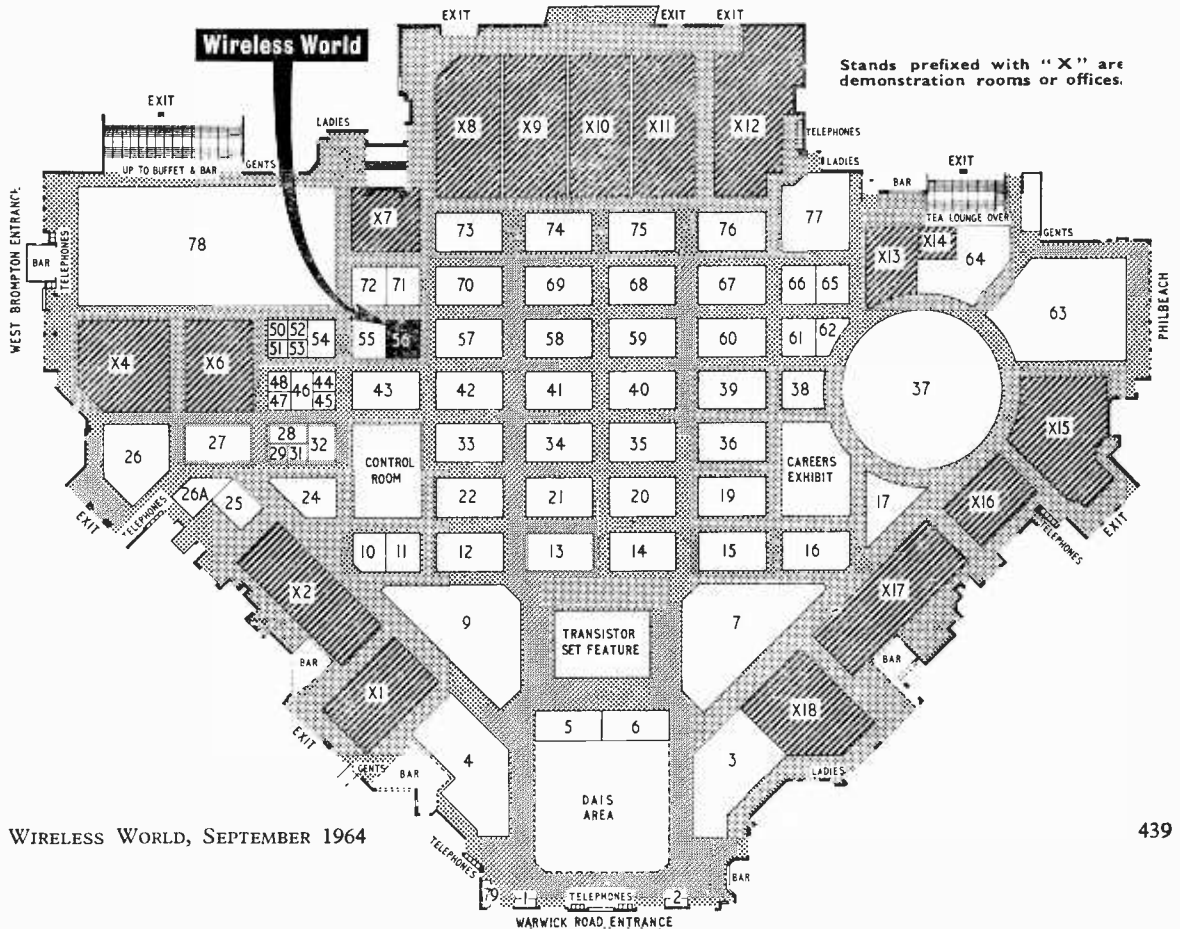 EXIT
EXIT
EXIT
Wireless World
Stands prefixed with "X" are
demonstration rooms or offices.
EXIT
LADIES
X8
X9
X10
X11
X12
TELEPHONES
GENTS
UP TO BUFFET & BAR
LADIES
EXIT
BAR
TEA LOUNGE OVER
GENTS
WEST BROMPTON ENTRANCE
BAR
TELEPHONES
78
X7
73
74
75
76
77
X13
X14
64
72
71
70
69
68
67
66
65
63
PHILBEACH
X4
X6
50
52
51
53
54
55
56
57
58
59
60
61
62
37
48
47
46
44
45
43
42
41
40
39
38
X15
26
27
28
29
31
32
CONTROL
ROOM
33
34
35
36
CAREERS
EXHIBIT
26A
25
24
22
21
20
19
17
X16
EXIT
TELEPHONES
TELEPHONES
EXIT
10
11
12
13
14
15
16
X2
X17
9
TRANSISTOR
SET FEATURE
7
BAR
BAR
X1
X18
EXIT
5
6
4
3
GENTS
BAR
LADIES
DAIS
AREA
WIRELESS WORLD, SEPTEMBER 1964
439
TELEPHONES
BAR
79
1
TELEPHONES
2
WARWICK ROAD ENTRANCE